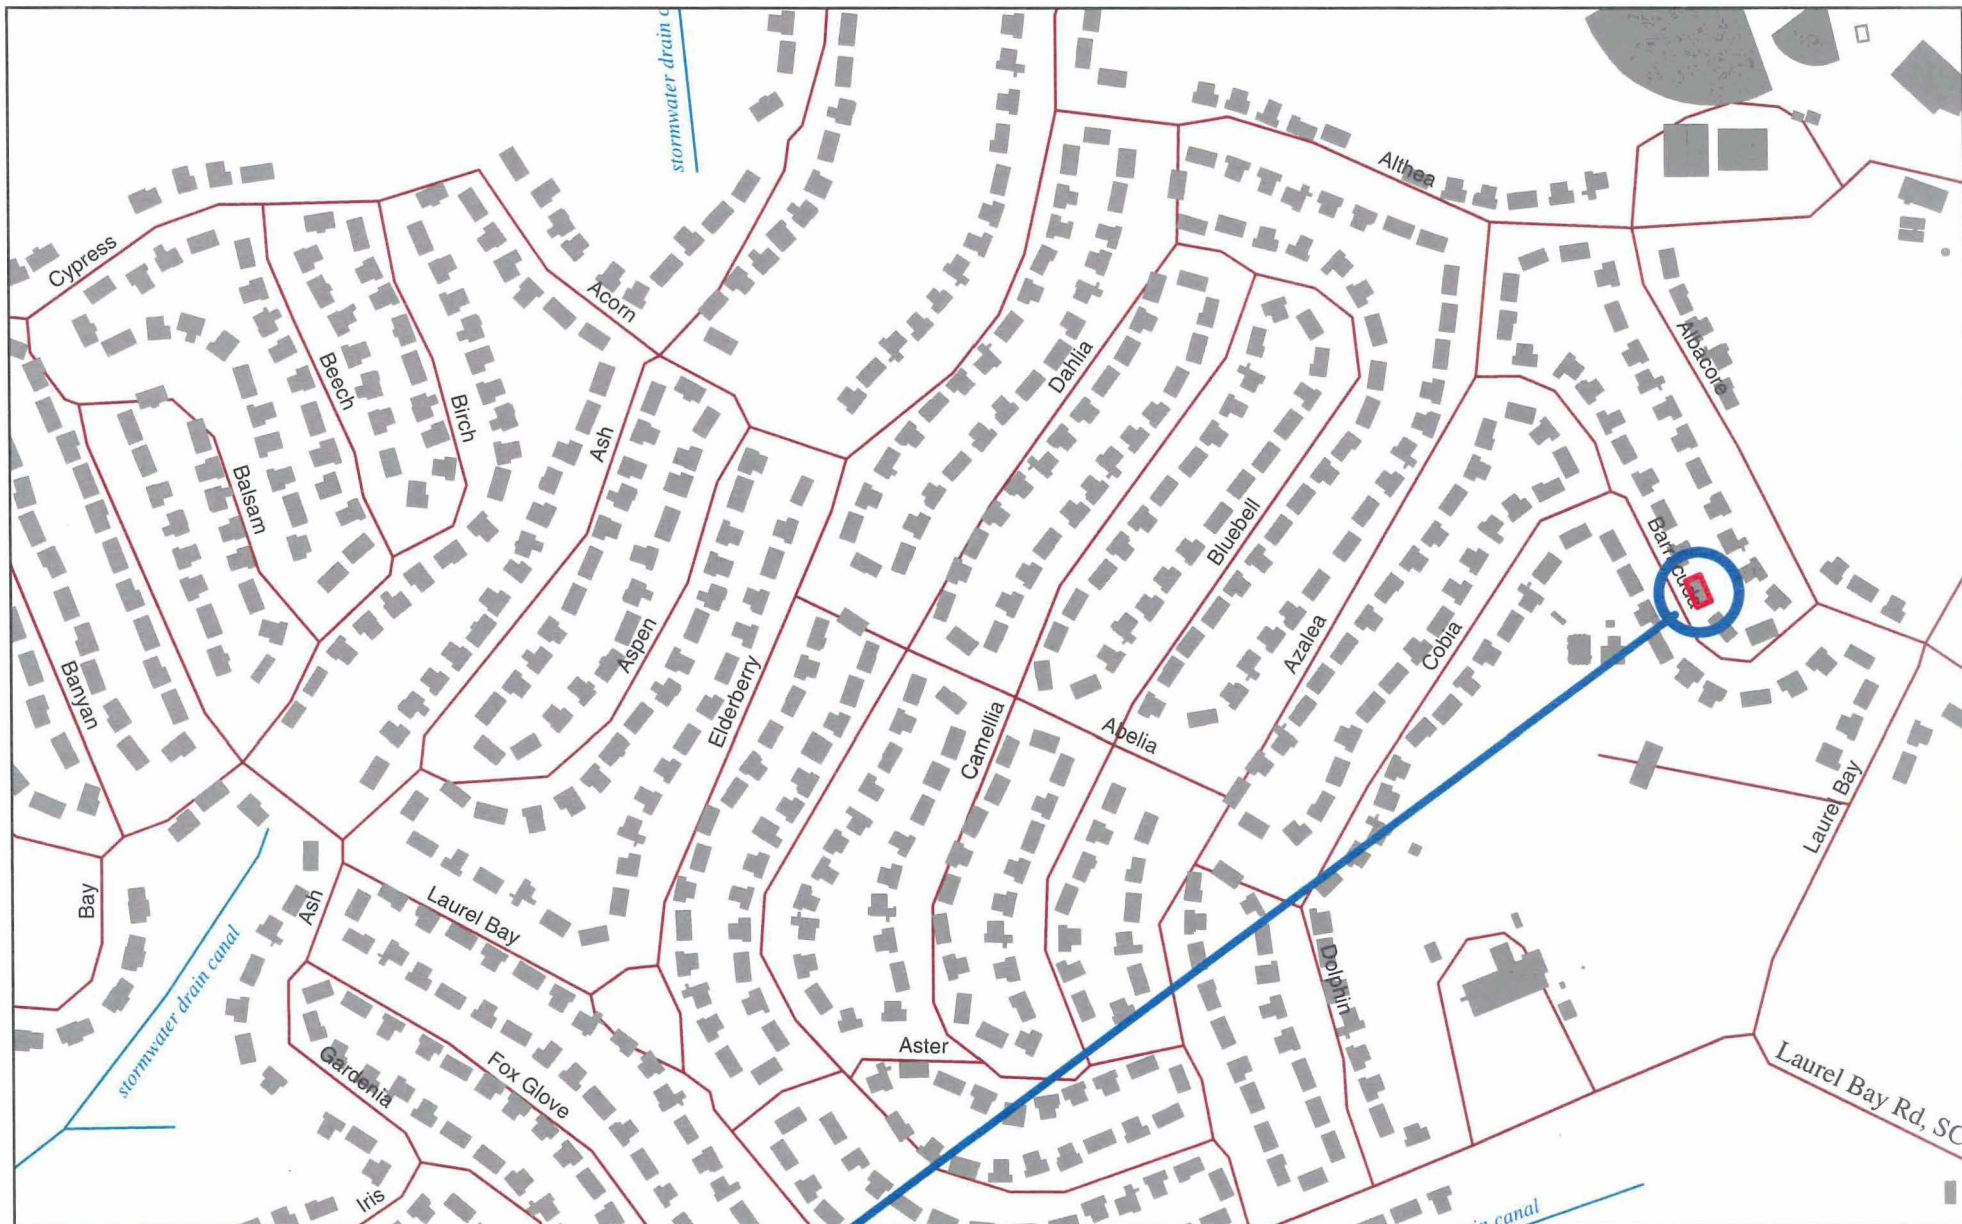 stormwater drain c
Althea
Cypress
Acorn
Albacore
Dahlia
Beech
Birch
Ash
Balsam
Bluebell
Barracuda
Aspen
Azalea
Cobia
Banyan
Elderberry
Camellia
Abelia
Laurel Bay
Bay
Ash
Laurel Bay
stormwater drain canal
Dolphin
Aster
Gardenia
Fox Glove
Laurel Bay Rd, SC
Iris
canal